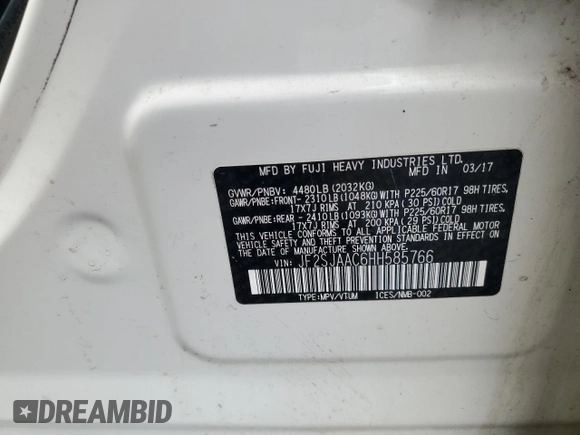 MFD BY FUJI HEAVY INDUSTRIES LTD.
MFD IN 03/17
GVWR/PNBV: 4480LB(2032KG)
GAWR/PNBE:FRONT- 2310LB(1048KG)WITH P225/60R17 98H TIRES,
17X7J RIMS AT 210 KPA( 30 PSI)COLD
GAWR/PNBE:REAR - 2410LB(1093KG)WITH P225/60R17 98H TIRES,
17X7J RIMS AT 200 KPA( 29 PSI)COLD
THIS VEHICLE CONFORMS TO ALL APPLICABLE FEDERAL MOTOR
VEHICLE SAFETY AND THEFT PREVENTION STANDARDS IN EFFECT ON
THE DATE OF MANUFACTURE SHOWN ABOVE.
VIN: JF2SJAAC6HH585766
TYPE:MPV/VTUM ICES/NMB-002
DREAMBID